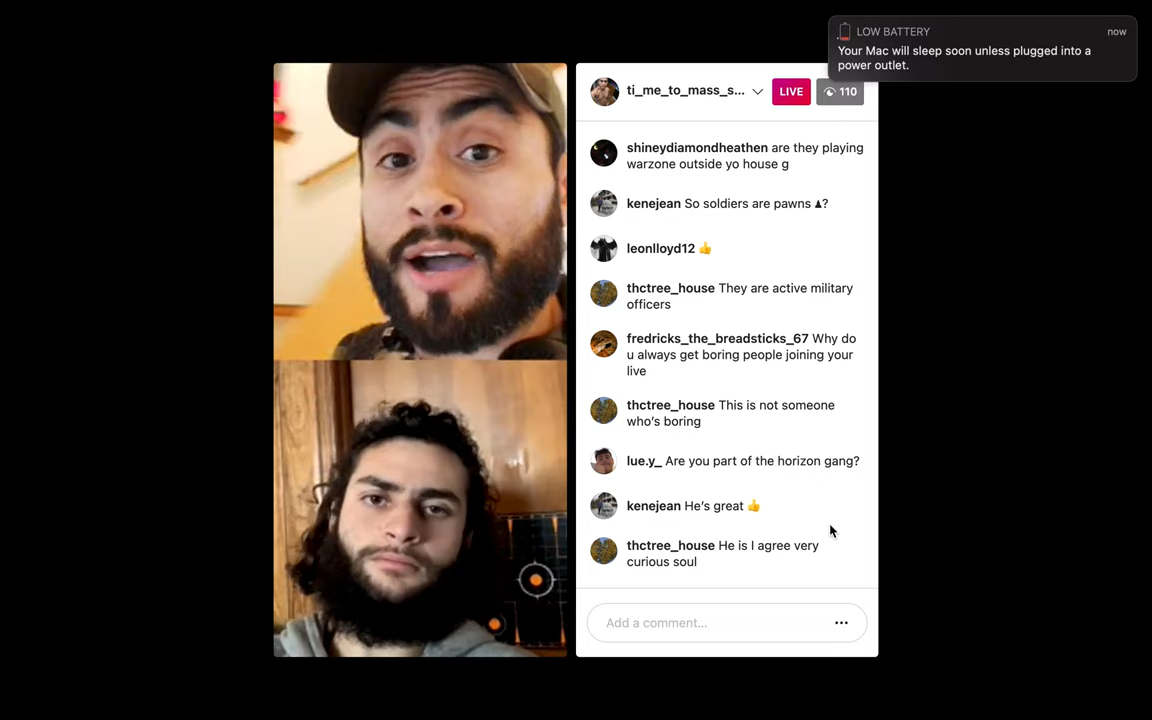 LOW BATTERY
now
Your Mac will sleep soon unless plugged into a
power outlet.
ti_me_to_mass_s...
LIVE
110
shineydiamondheathen are they playing
warzone outside yo house g
kenejean So soldiers are pawns ♟?
leonlloyd12 👍
thctree_house They are active military
officers
fredricks_the_breadsticks_67 Why do
u always get boring people joining your
live
thctree_house This is not someone
who's boring
lue.y_ Are you part of the horizon gang?
kenejean He's great 👍
thctree_house He is I agree very
curious soul
Add a comment...